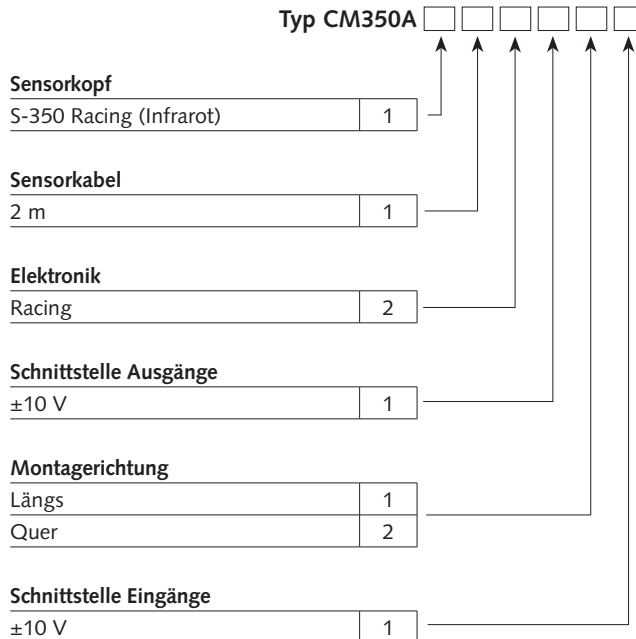 Typ CM350A
Sensorkopf
S-350 Racing (Infrarot) 1
Sensorkabel
2 m 1
Elektronik
Racing 2
Schnittstelle Ausgänge
±10 V 1
Montagerichtung
Längs 1
Quer 2
Schnittstelle Eingänge
±10 V 1